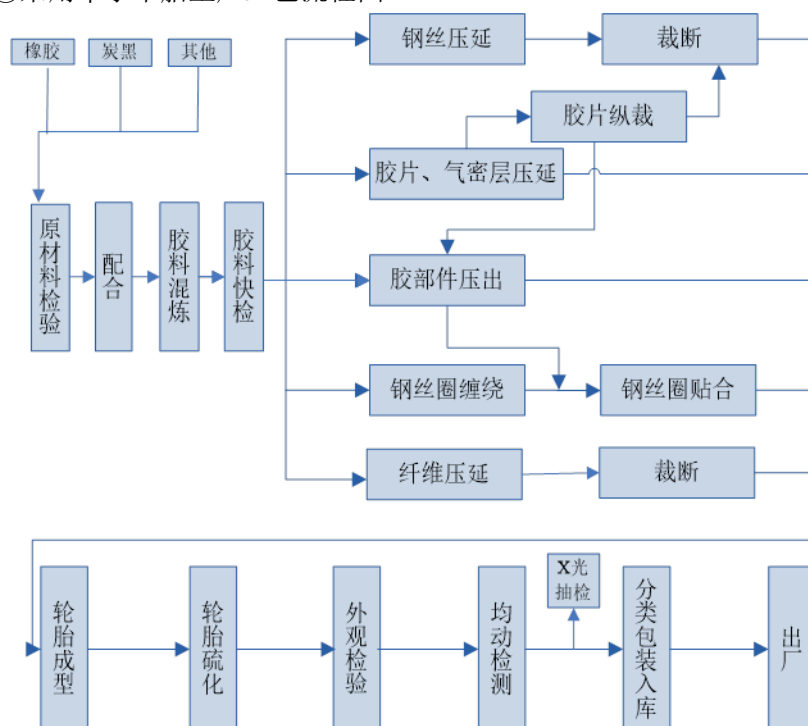 橡胶
炭黑
其他
钢丝压延
裁断
胶片纵裁
胶片、气密层压延
原材料检验
配合
胶料混炼
胶料快检
胶部件压出
钢丝圈缠绕
钢丝圈贴合
纤维压延
裁断
轮胎成型
轮胎硫化
外观检验
均动检测
X光
抽检
分类包装入库
出厂